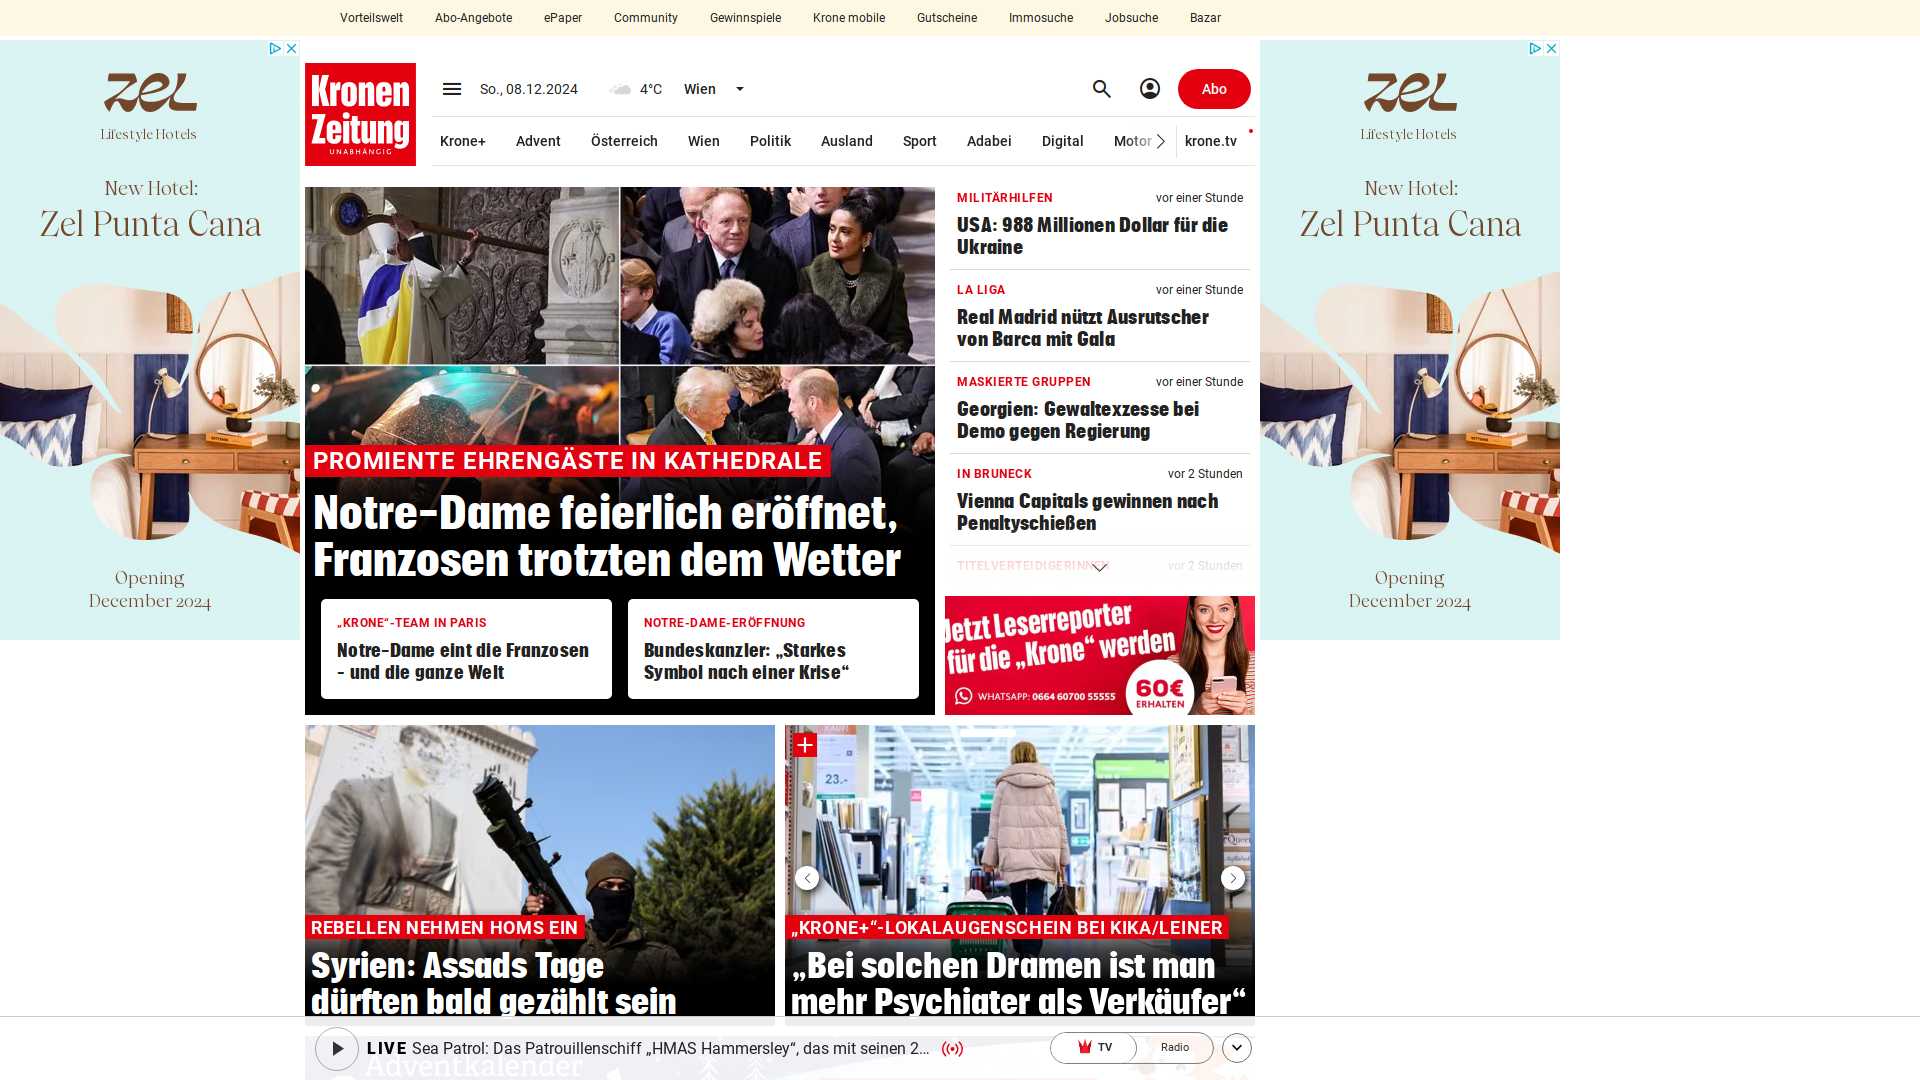 Vorteilswelt Abo-Angebote ePaper Community Gewinnspiele Krone mobile Gutscheine Immosuche Jobsuche Bazar
zel
Lifestyle Hotels
New Hotel:
Zel Punta Cana
Opening
December 2024
Kronen
Zeitung
UNABHÄNGIG
So., 08.12.2024 4°C Wien Abo
Krone+ Advent Österreich Wien Politik Ausland Sport Adabei Digital Motor krone.tv
PROMIENTE EHRENGÄSTE IN KATHEDRALE
Notre-Dame feierlich eröffnet,
Franzosen trotzten dem Wetter
„KRONE“-TEAM IN PARIS
Notre-Dame eint die Franzosen
- und die ganze Welt
NOTRE-DAME-ERÖFFNUNG
Bundeskanzler: „Starkes
Symbol nach einer Krise“
MILITÄRHILFEN vor einer Stunde
USA: 988 Millionen Dollar für die
Ukraine
LA LIGA vor einer Stunde
Real Madrid nützt Ausrutscher
von Barca mit Gala
MASKIERTE GRUPPEN vor einer Stunde
Georgien: Gewaltexzesse bei
Demo gegen Regierung
IN BRUNECK vor 2 Stunden
Vienna Capitals gewinnen nach
Penaltyschießen
TITELVERTEIDIGERINNEN vor 2 Stunden
Jetzt Leserreporter
für die „Krone“ werden
WHATSAPP: 0664 60700 55555
60€
ERHALTEN
zel
Lifestyle Hotels
New Hotel:
Zel Punta Cana
Opening
December 2024
REBELLEN NEHMEN HOMS EIN
Syrien: Assads Tage
dürften bald gezählt sein
23.-
„KRONE+“-LOKALAUGENSCHEIN BEI KIKA/LEINER
„Bei solchen Dramen ist man
mehr Psychiater als Verkäufer“
LIVE Sea Patrol: Das Patrouillenschiff „HMAS Hammersley“, das mit seinen 2... TV Radio
Adventkalender